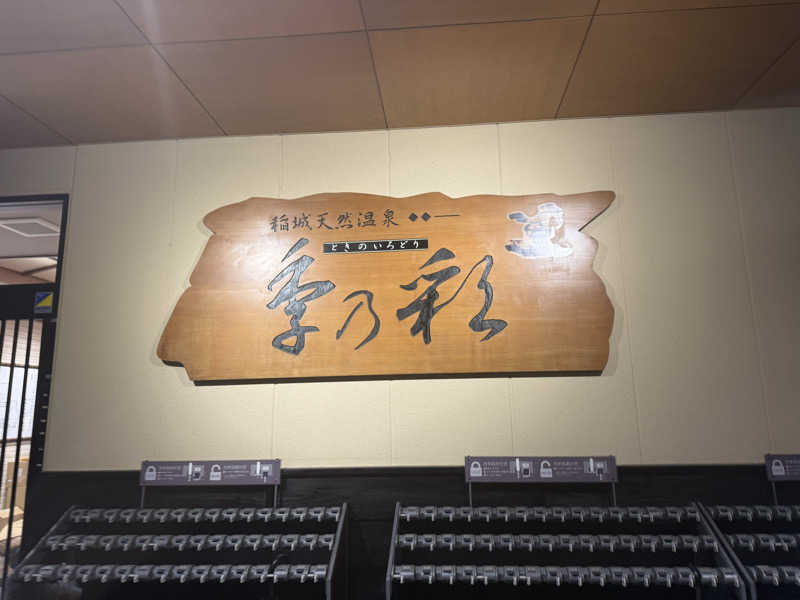 稲城天然温泉 ◆◆—
ときのいろどり
季乃彩